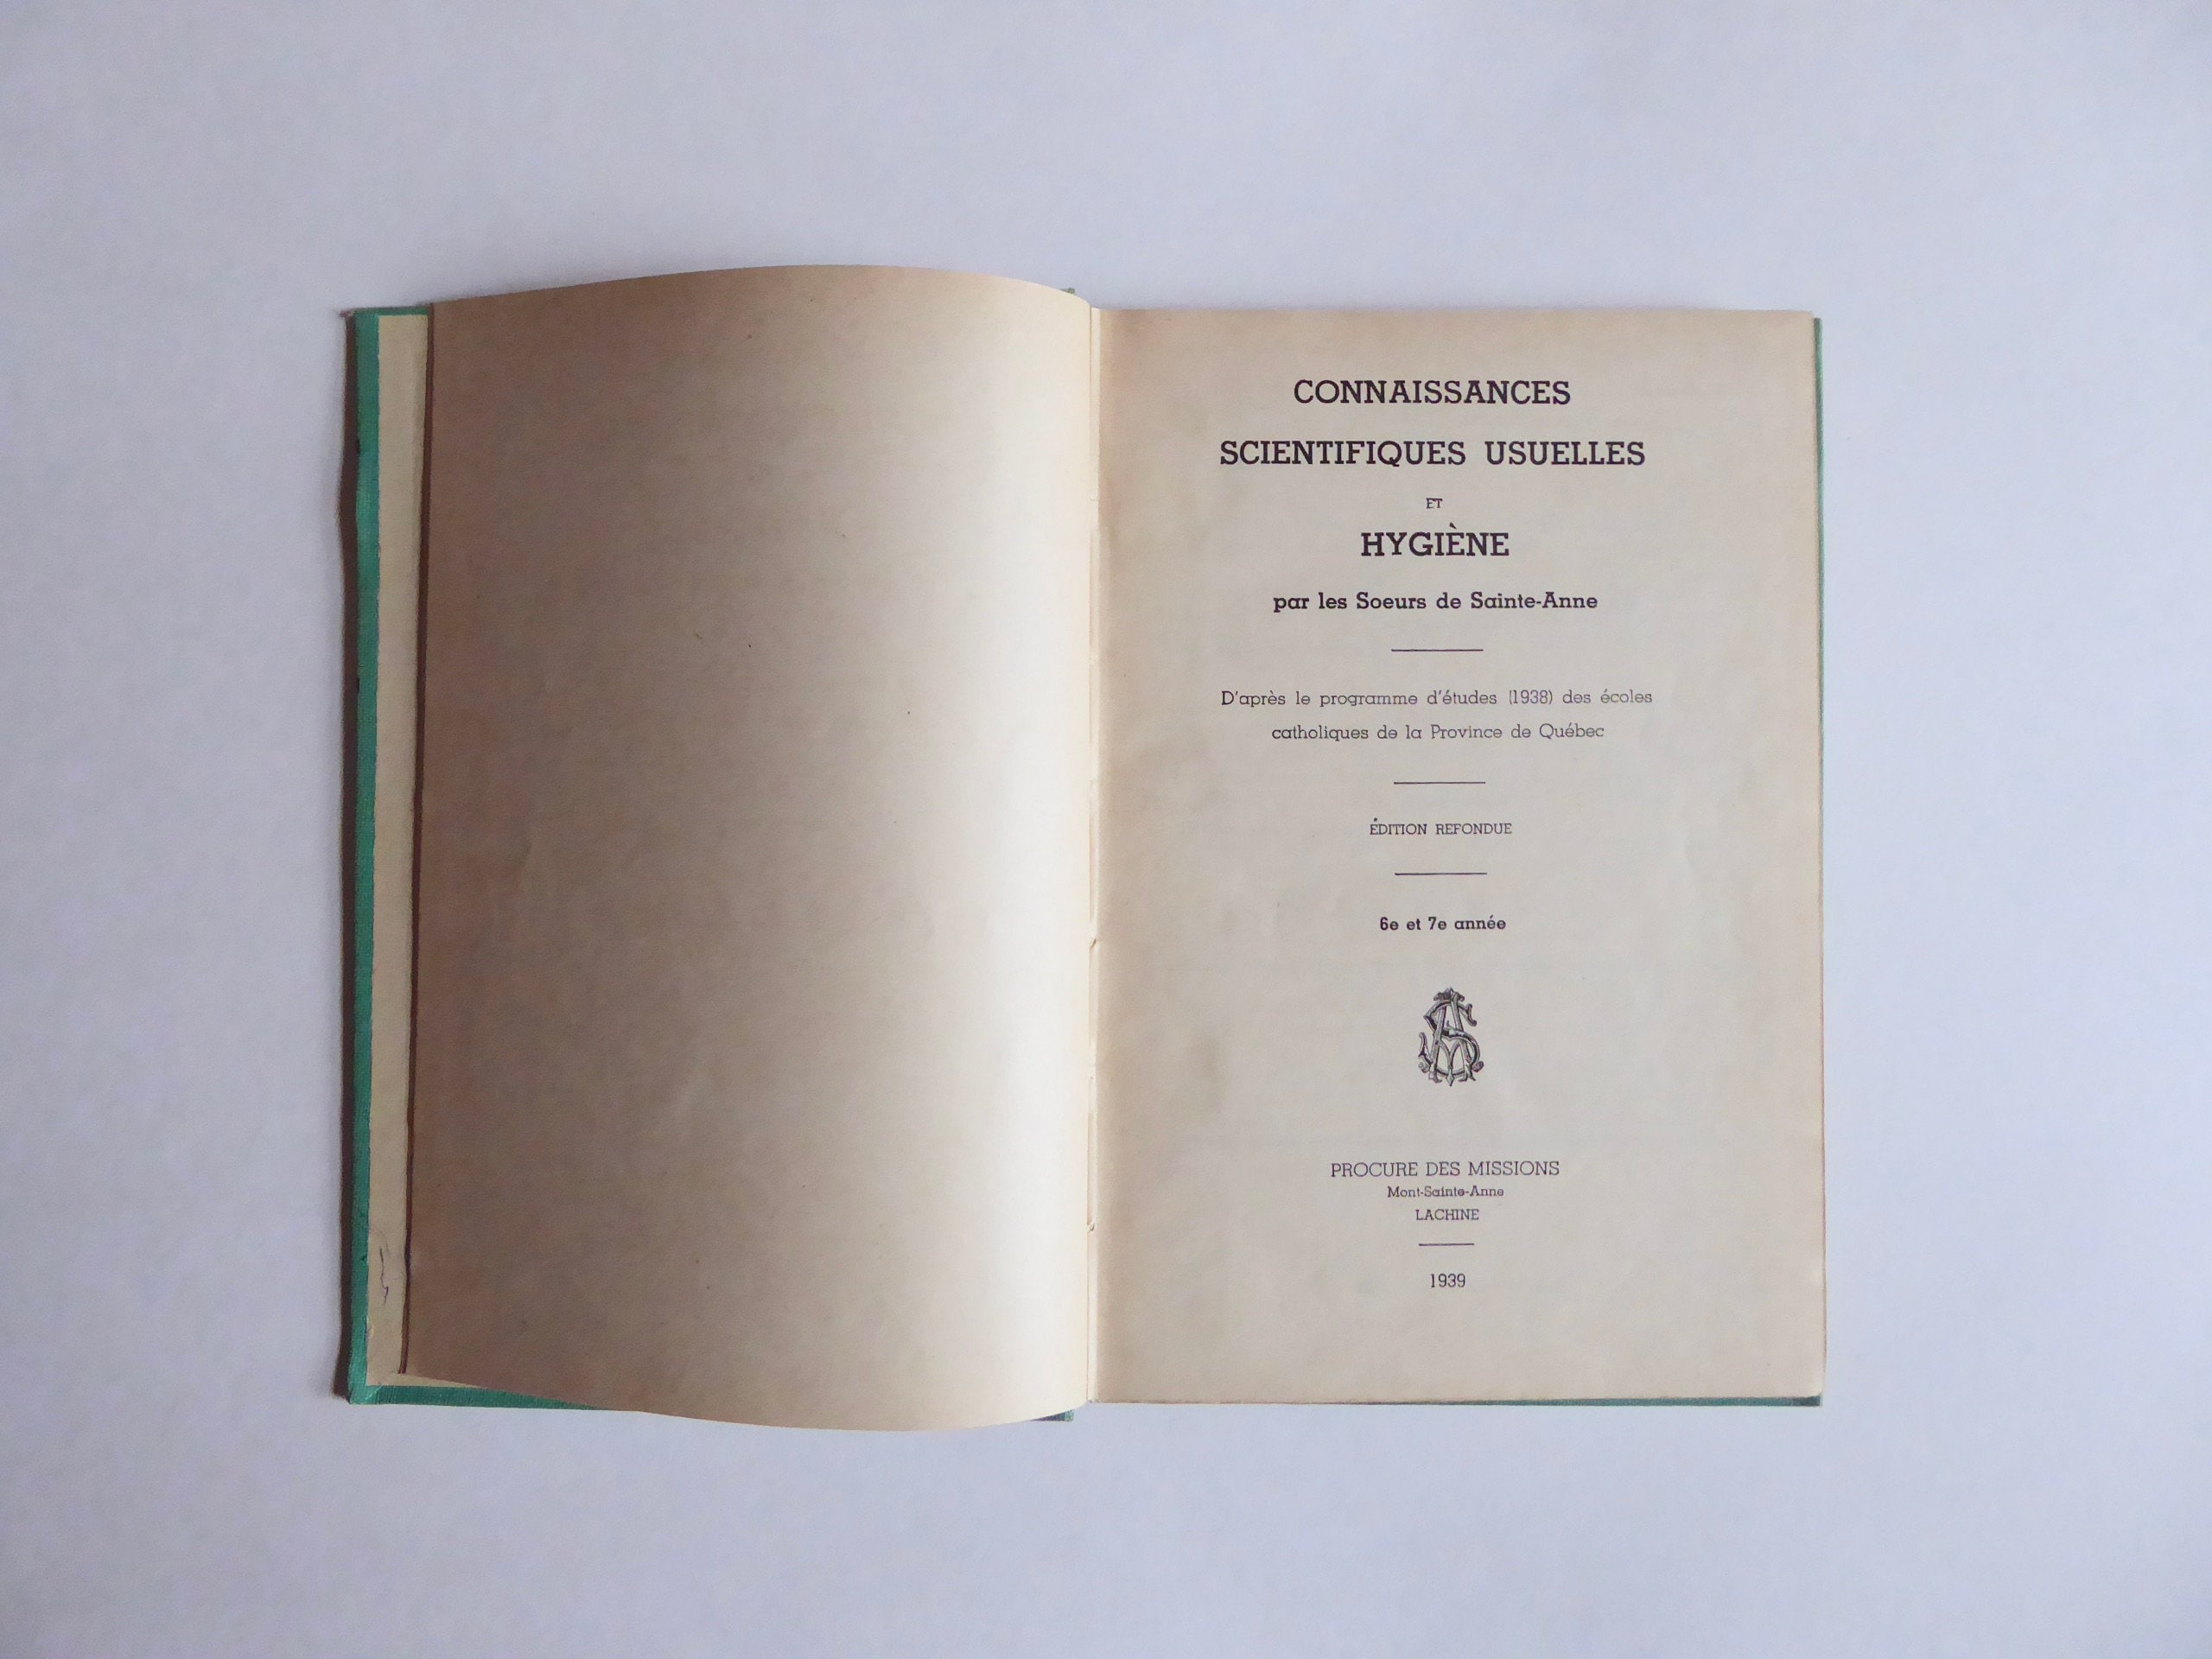 CONNAISSANCES
SCIENTIFIQUES USUELLES
ET
HYGIÈNE
par les Soeurs de Sainte-Anne
D'après le programme d'études (1938) des écoles
catholiques de la Province de Québec
ÉDITION REFONDUE
6e et 7e année
PROCURE DES MISSIONS
Mont-Sainte-Anne
LACHINE
1939